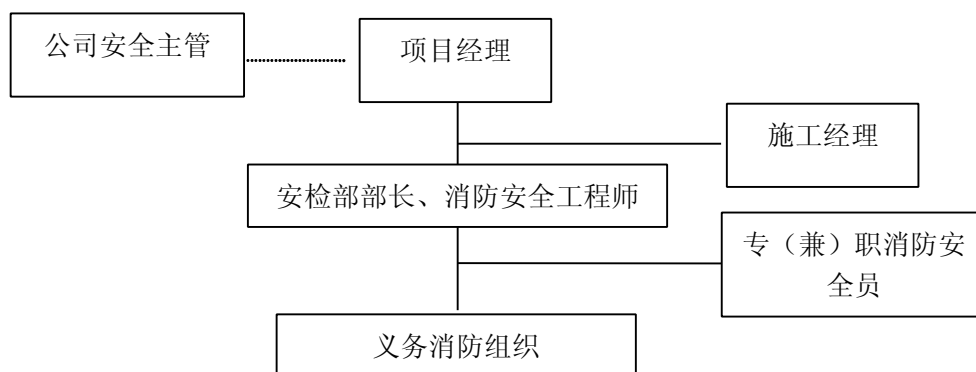 公司安全主管
项目经理
施工经理
安检部部长、消防安全工程师
专（兼）职消防安
全员
义务消防组织